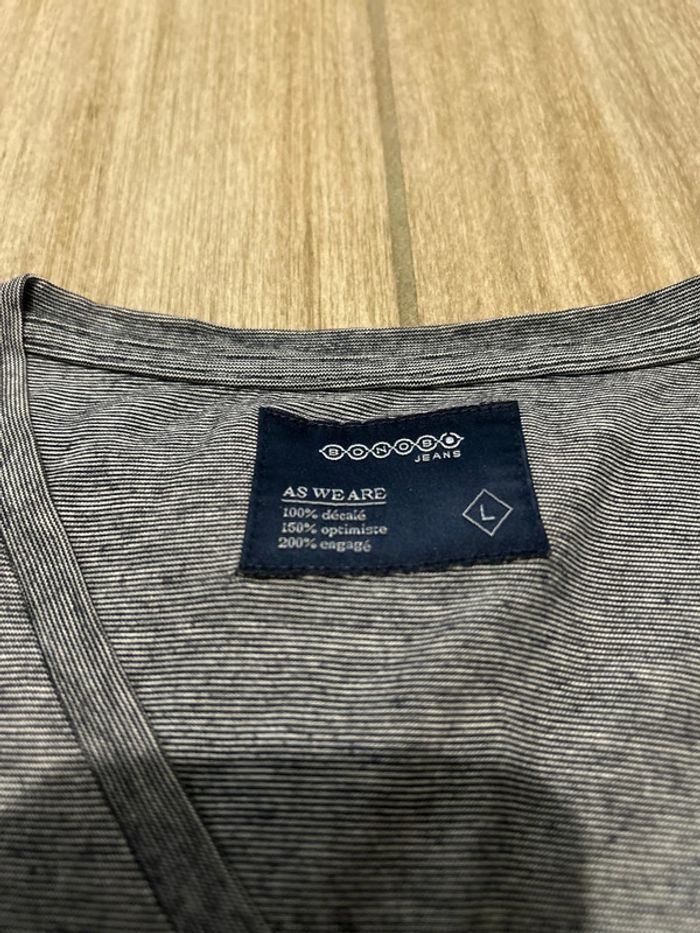 BONOBO
JEANS
AS WE ARE
100% décalé
150% optimiste
200% engagé
L